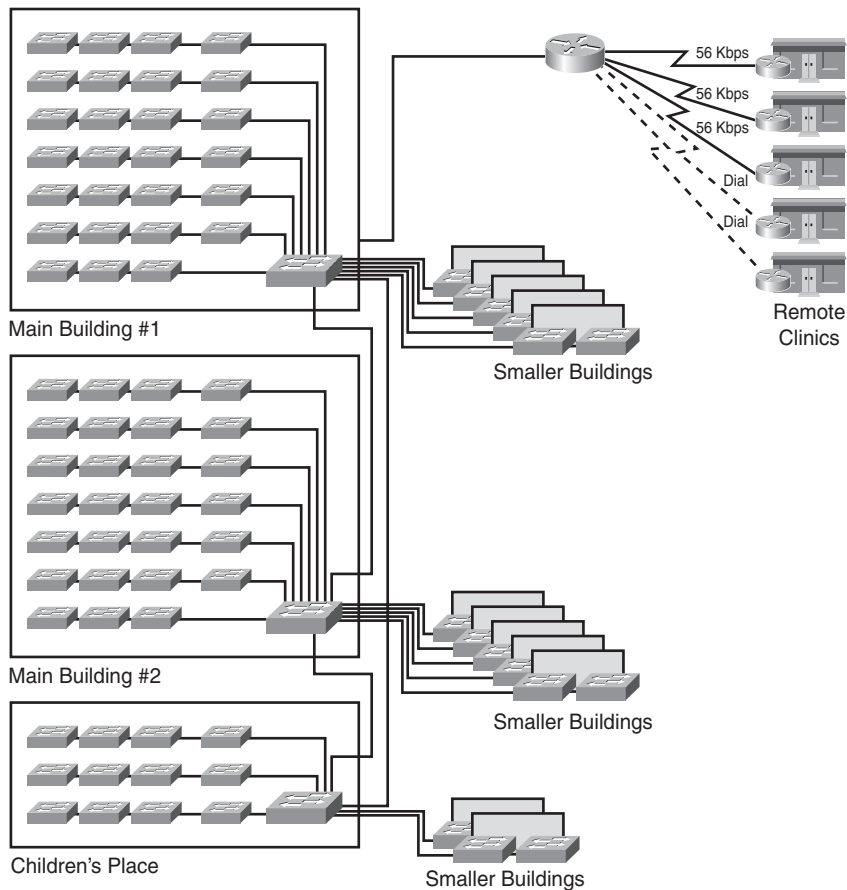 56 Kbps
56 Kbps
56 Kbps
Dial
Dial
Remote
Clinics
Main Building #1
Smaller Buildings
Main Building #2
Smaller Buildings
Children's Place
Smaller Buildings